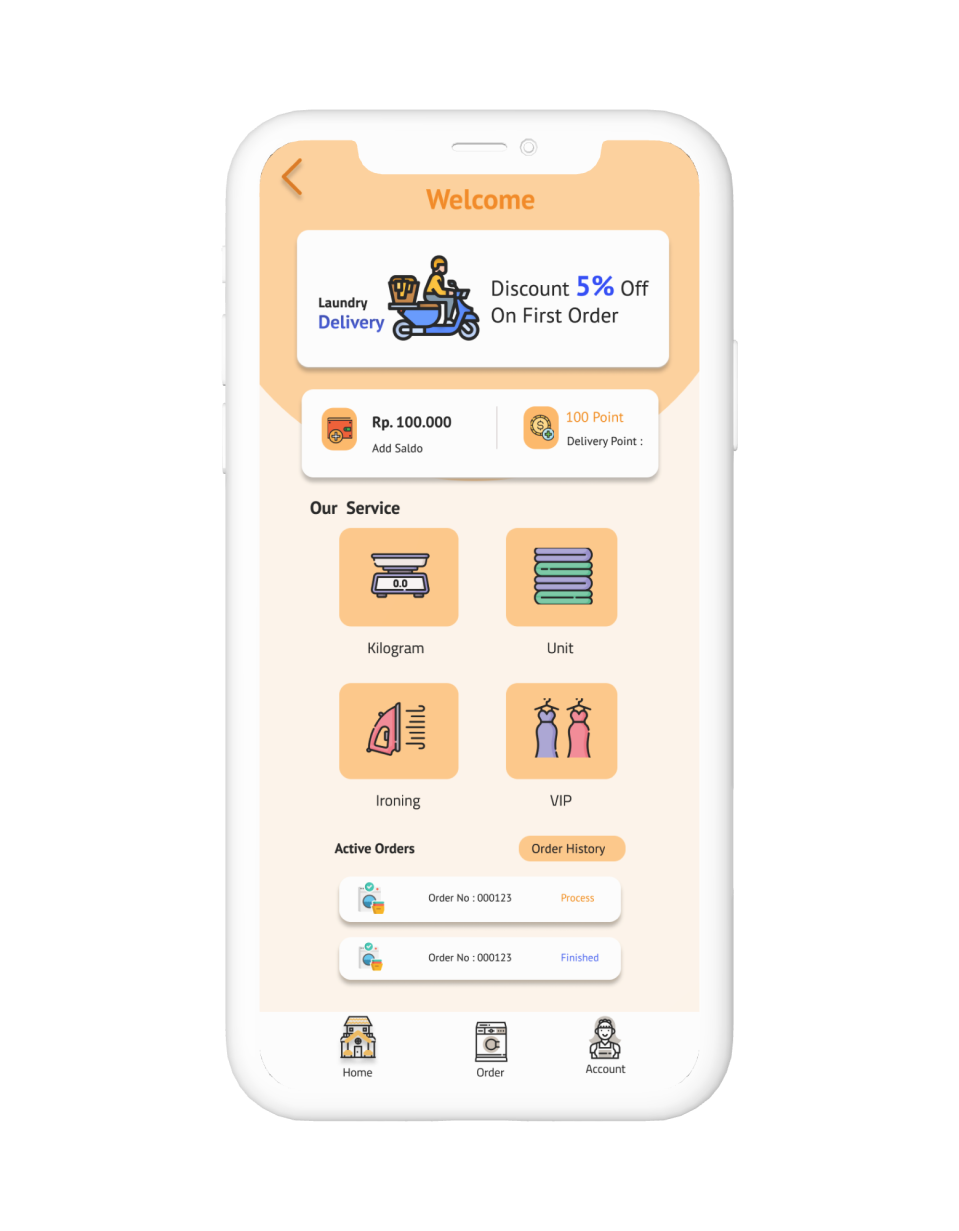 Welcome
Laundry
Delivery
Discount 5% Off
On First Order
Rp. 100.000
Add Saldo
100 Point
Delivery Point :
Our Service
0.0
Kilogram
Unit
Ironing
VIP
Active Orders
Order History
Order No : 000123
Process
Order No : 000123
Finished
Home
Order
Account